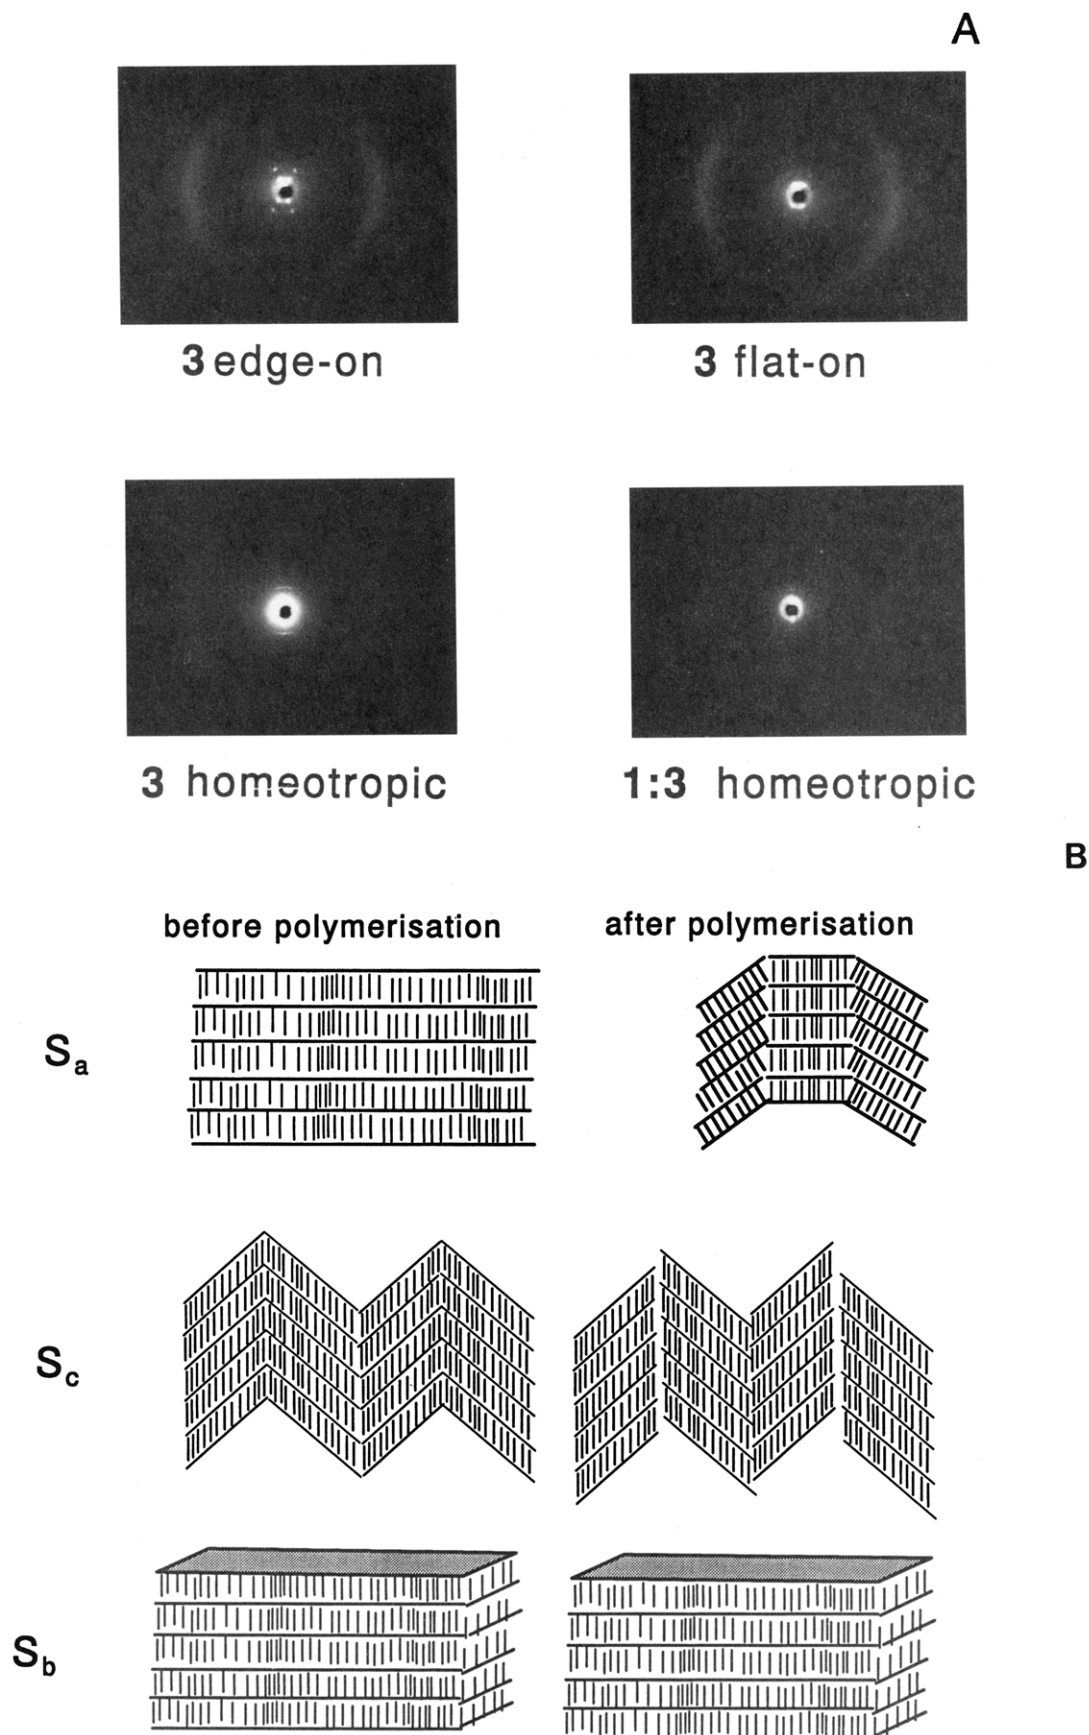 A
3 edge-on
3 flat-on
3 homeotropic
1:3 homeotropic
B
before polymerisation
after polymerisation
Sa
Sc
Sb